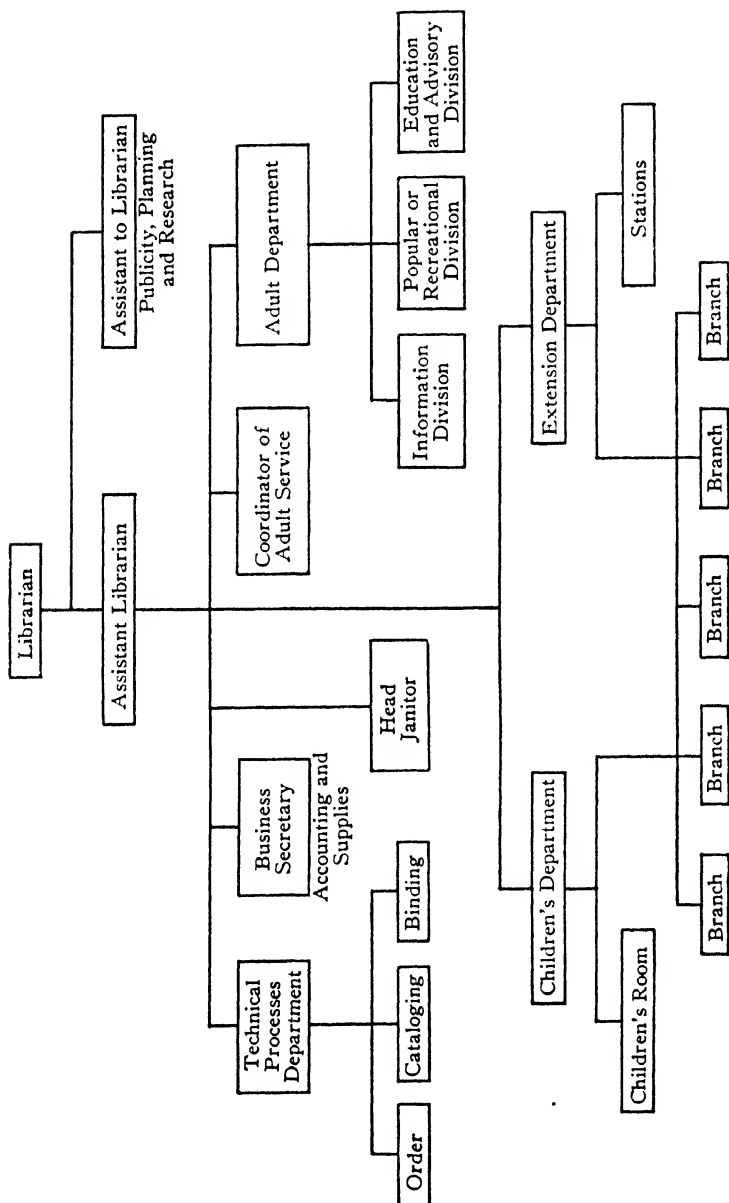 Librarian
Assistant Librarian
Assistant to Librarian
Publicity, Planning
and Research
Technical
Processes
Department
Business
Secretary
Accounting and
Supplies
Coordinator of
Adult Service
Adult Department
Order
Cataloging
Binding
Head
Janitor
Information
Division
Popular or
Recreational
Division
Education
and Advisory
Division
Children's Department
Extension Department
Children's Room
Stations
Branch
Branch
Branch
Branch
Branch